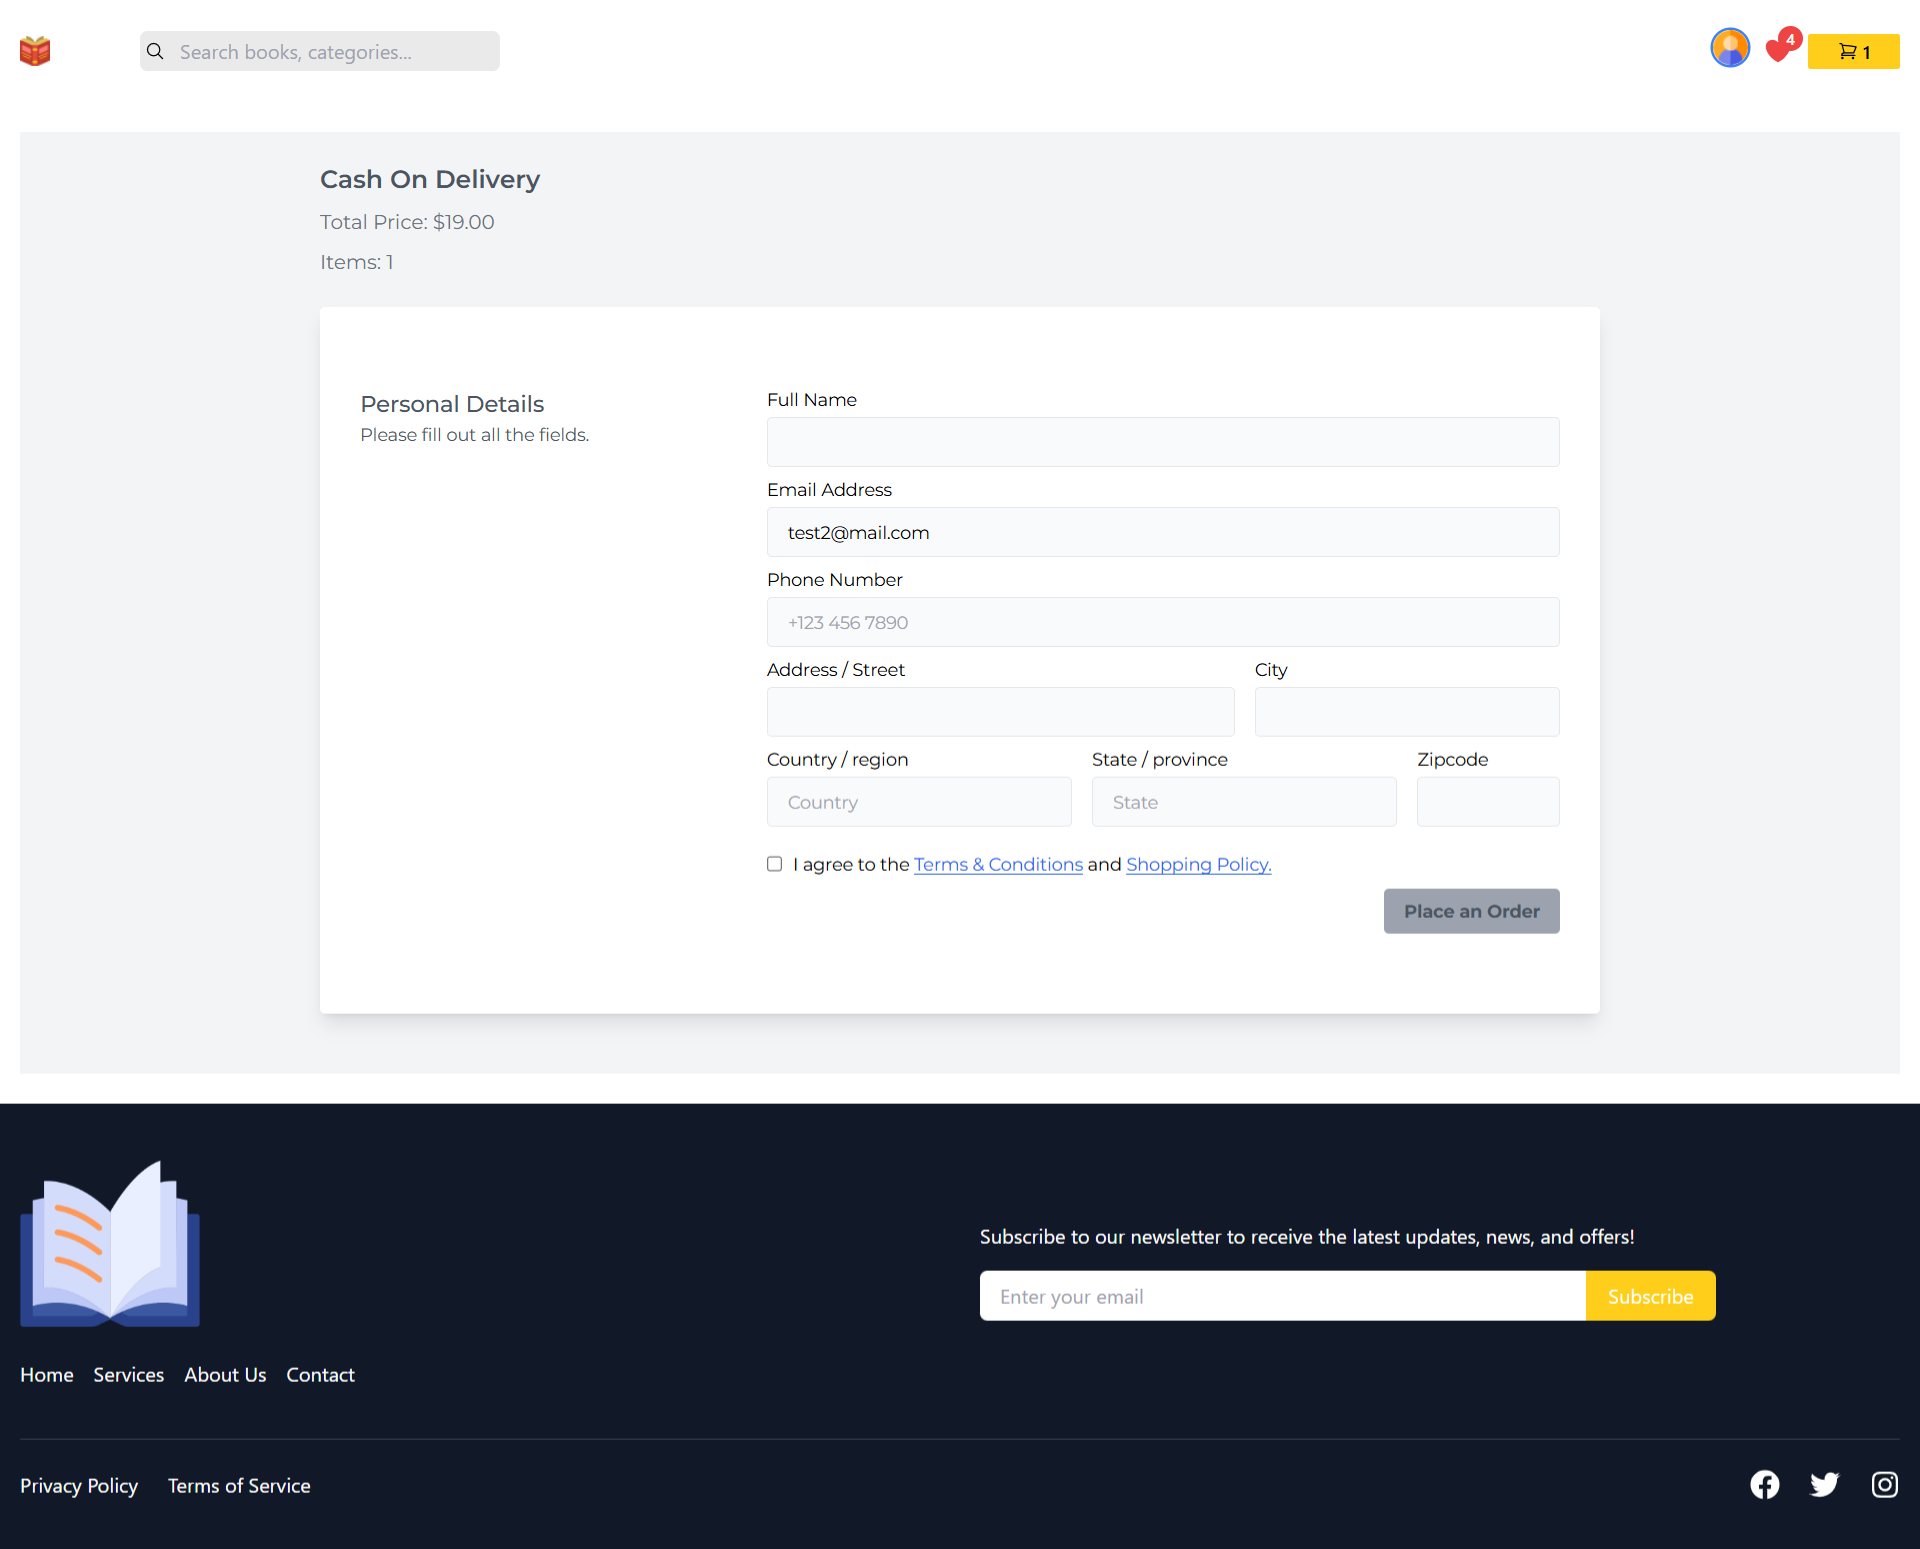 Search books, categories...
4
1
Cash On Delivery
Total Price: $19.00
Items: 1
Personal Details
Please fill out all the fields.
Full Name
Email Address
test2@mail.com
Phone Number
+123 456 7890
Address / Street
City
Country / region
State / province
Zipcode
Country
State
I agree to the Terms & Conditions and Shopping Policy.
Place an Order
Subscribe to our newsletter to receive the latest updates, news, and offers!
Enter your email
Subscribe
Home
Services
About Us
Contact
Privacy Policy
Terms of Service